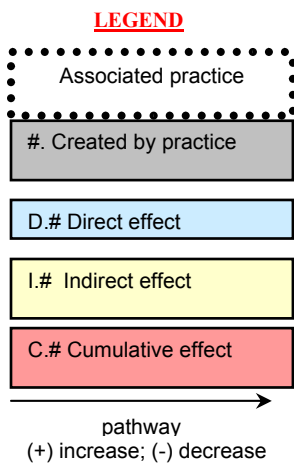 LEGEND
Associated practice
#. Created by practice
D.# Direct effect
I.#  Indirect effect
C.# Cumulative effect
pathway
(+) increase; (-) decrease